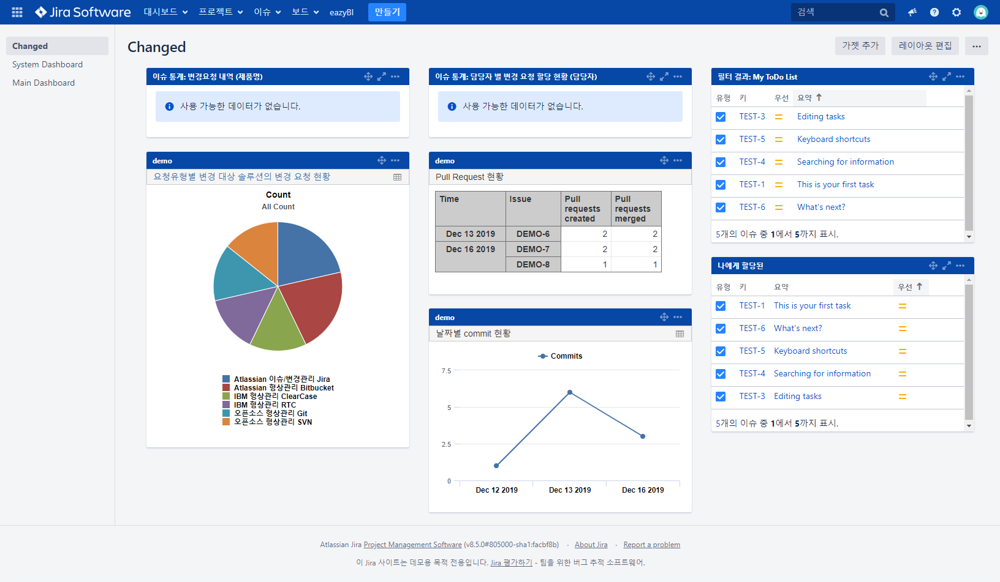 Jira Software 대시보드 프로젝트 이슈 보드 eazyBI 만들기 검색
Changed
System Dashboard
Main Dashboard
Changed
가젯 추가 레이아웃 편집
이슈 통계: 변경요청 내역 (제품명)
사용 가능한 데이터가 없습니다.
demo
요청유형별 변경 대상 솔루션의 변경 요청 현황
Count
All Count
Atlassian 이슈/변경관리 Jira
Atlassian 형상관리 Bitbucket
IBM 형상관리 ClearCase
IBM 형상관리 RTC
오픈소스 형상관리 Git
오픈소스 형상관리 SVN
이슈 통계: 담당자 별 변경 요청 할당 현황 (담당자)
사용 가능한 데이터가 없습니다.
demo
Pull Request 현황
Time Issue Pull requests created Pull requests merged
Dec 13 2019 DEMO-6 2 2
Dec 16 2019 DEMO-7 2 2
DEMO-8 1 1
demo
날짜별 commit 현황
Commits
7.5
5
2.5
0
Dec 12 2019 Dec 13 2019 Dec 16 2019
필터 결과: My ToDo List
유형 키 우선 요약
TEST-3 Editing tasks
TEST-5 Keyboard shortcuts
TEST-4 Searching for information
TEST-1 This is your first task
TEST-6 What's next?
5개의 이슈 중 1에서 5까지 표시.
나에게 할당된
유형 키 요약 우선
TEST-1 This is your first task
TEST-6 What's next?
TEST-5 Keyboard shortcuts
TEST-4 Searching for information
TEST-3 Editing tasks
5개의 이슈 중 1에서 5까지 표시.
Atlassian Jira Project Management Software (v8.5.0#805000-sha1:facbf8b) · About Jira · Report a problem
이 Jira 사이트는 데모용 목적 전용입니다. Jira 평가하기 - 팀을 위한 버그 추적 소프트웨어.